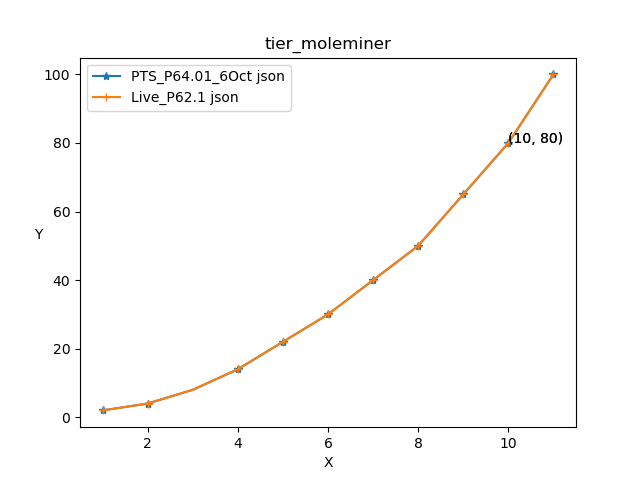 tier_moleminer
PTS_P64.01_6Oct json
Live_P62.1 json
(10, 80)
100
80
60
40
20
0
Y
2 4 6 8 10
X